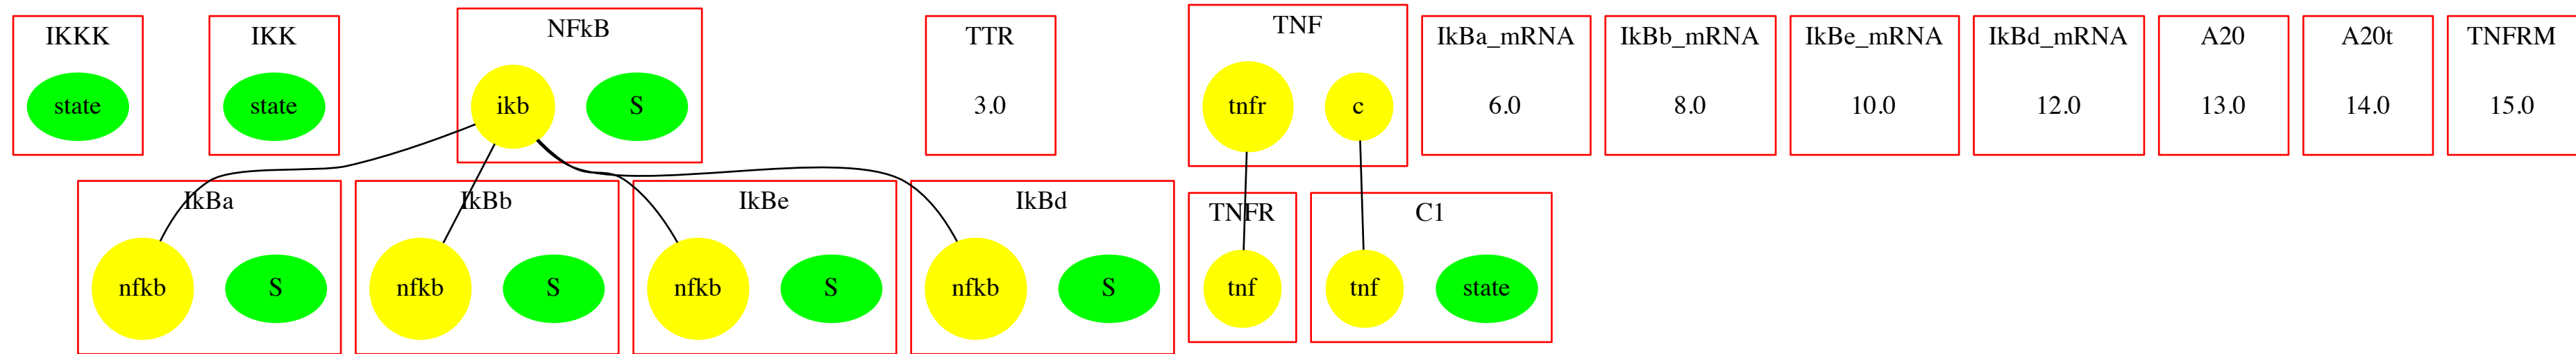 IKKK IKK NFkB TTR TNF IkBa_mRNA IkBb_mRNA IkBe_mRNA IkBd_mRNA A20 A20t TNFRM
state state ikb S 3.0 tnfr c 6.0 8.0 10.0 12.0 13.0 14.0 15.0
IkBa IkBb IkBe IkBd TNFR C1
nfkb S nfkb S nfkb S nfkb S tnf tnf state